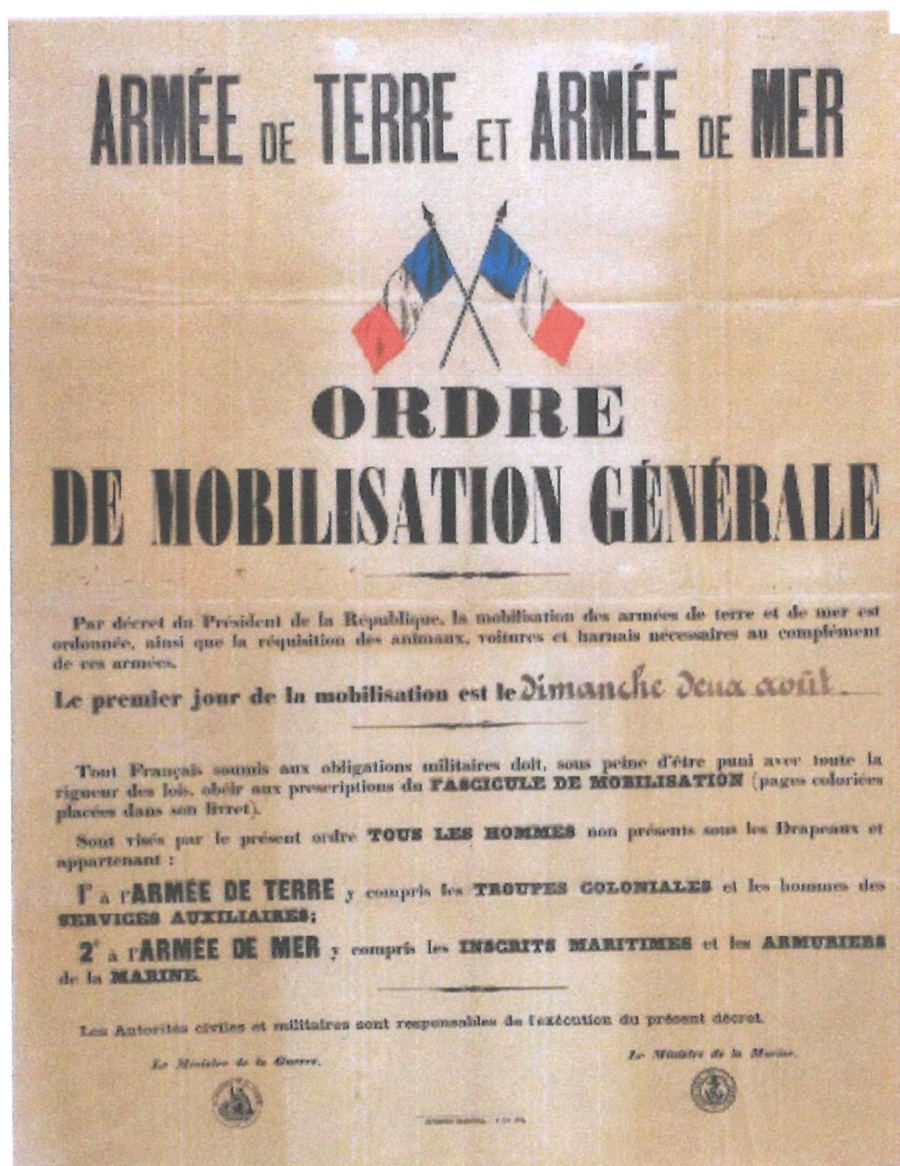 ARMÉE DE TERRE ET ARMÉE DE MER
ORDRE
DE MOBILISATION GÉNÉRALE
Par décret du Président de la République, la mobilisation des armées de terre et de mer est
ordonnée, ainsi que la réquisition des animaux, voitures et harnais nécessaires au complément
de ces armées.
Le premier jour de la mobilisation est le Dimanche deux août
Tout Français soumis aux obligations militaires doit, sous peine d'être puni avec toute la
rigueur des lois, obéir aux prescriptions du FASCICULE DE MOBILISATION (pages coloriées
placées dans son livret).
Sont visés par le présent ordre TOUS LES HOMMES non présents sous les Drapeaux et
appartenant :
1° à l'ARMÉE DE TERRE y compris les TROUPES COLONIALES et les hommes des
SERVICES AUXILIAIRES;
2° à l'ARMÉE DE MER y compris les INSCRITS MARITIMES et les ARMURIERS
de la MARINE.
Les Autorités civiles et militaires sont responsables de l'exécution du présent décret.
Le Ministre de la Guerre,
Le Ministre de la Marine,